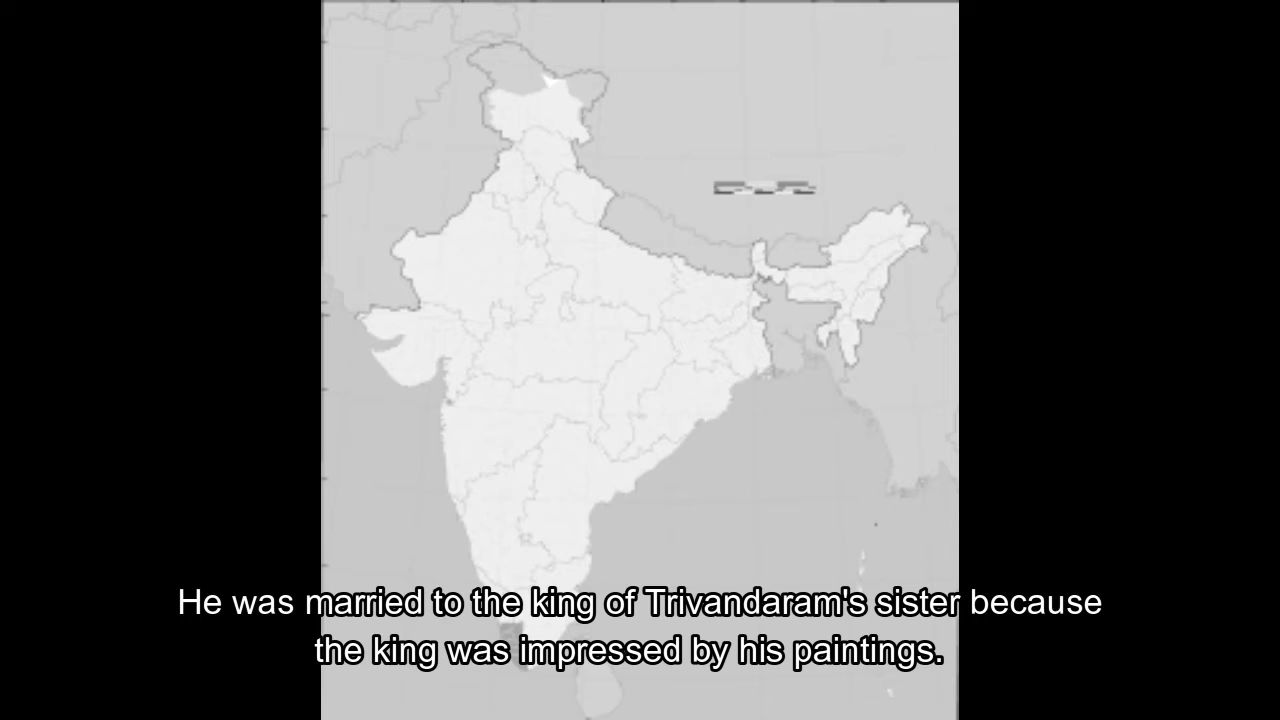 He was married to the king of Trivandaram's sister because
the king was impressed by his paintings.